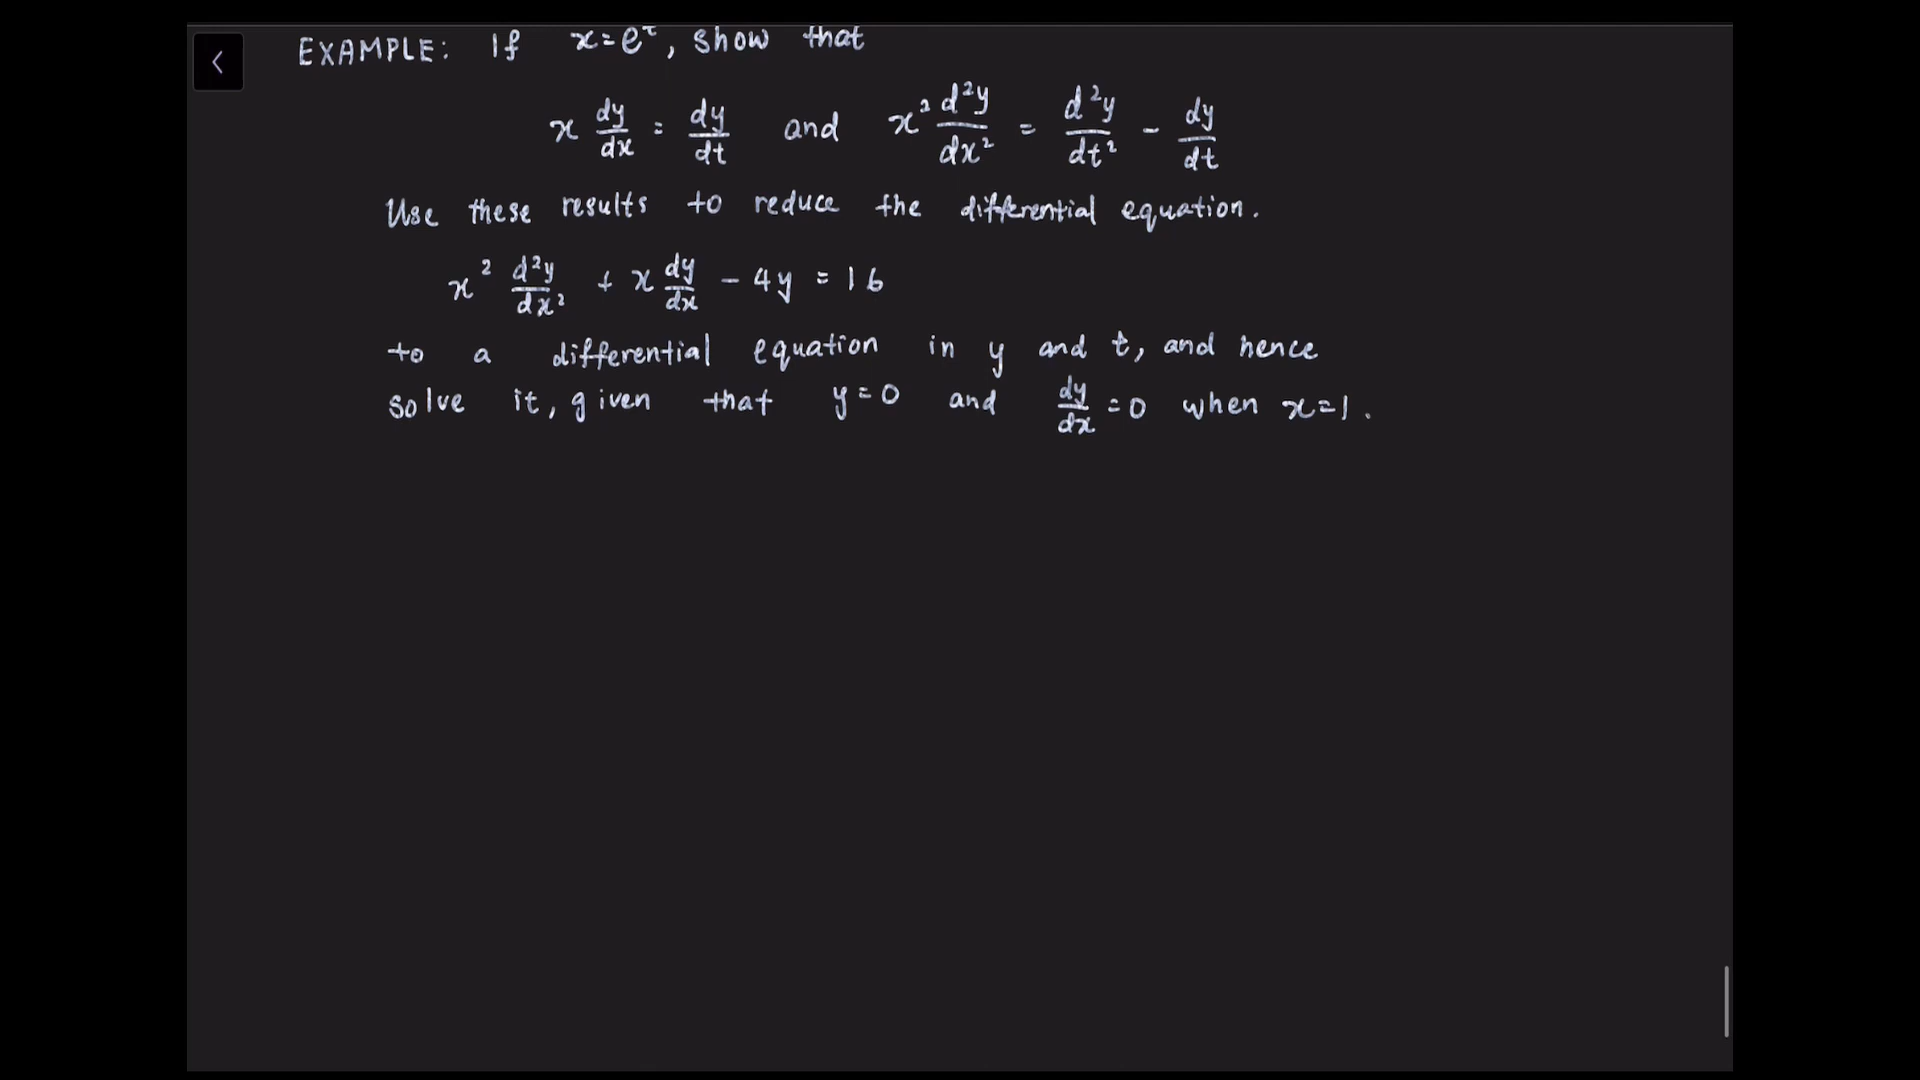 EXAMPLE: If x=eᵗ, show that
x dy/dx = dy/dt and x² d²y/dx² = d²y/dt² - dy/dt
Use these results to reduce the differential equation.
x² d²y/dx² + x dy/dx - 4y = 16
to a differential equation in y and t, and hence
solve it, given that y=0 and dy/dx =0 when x=1.